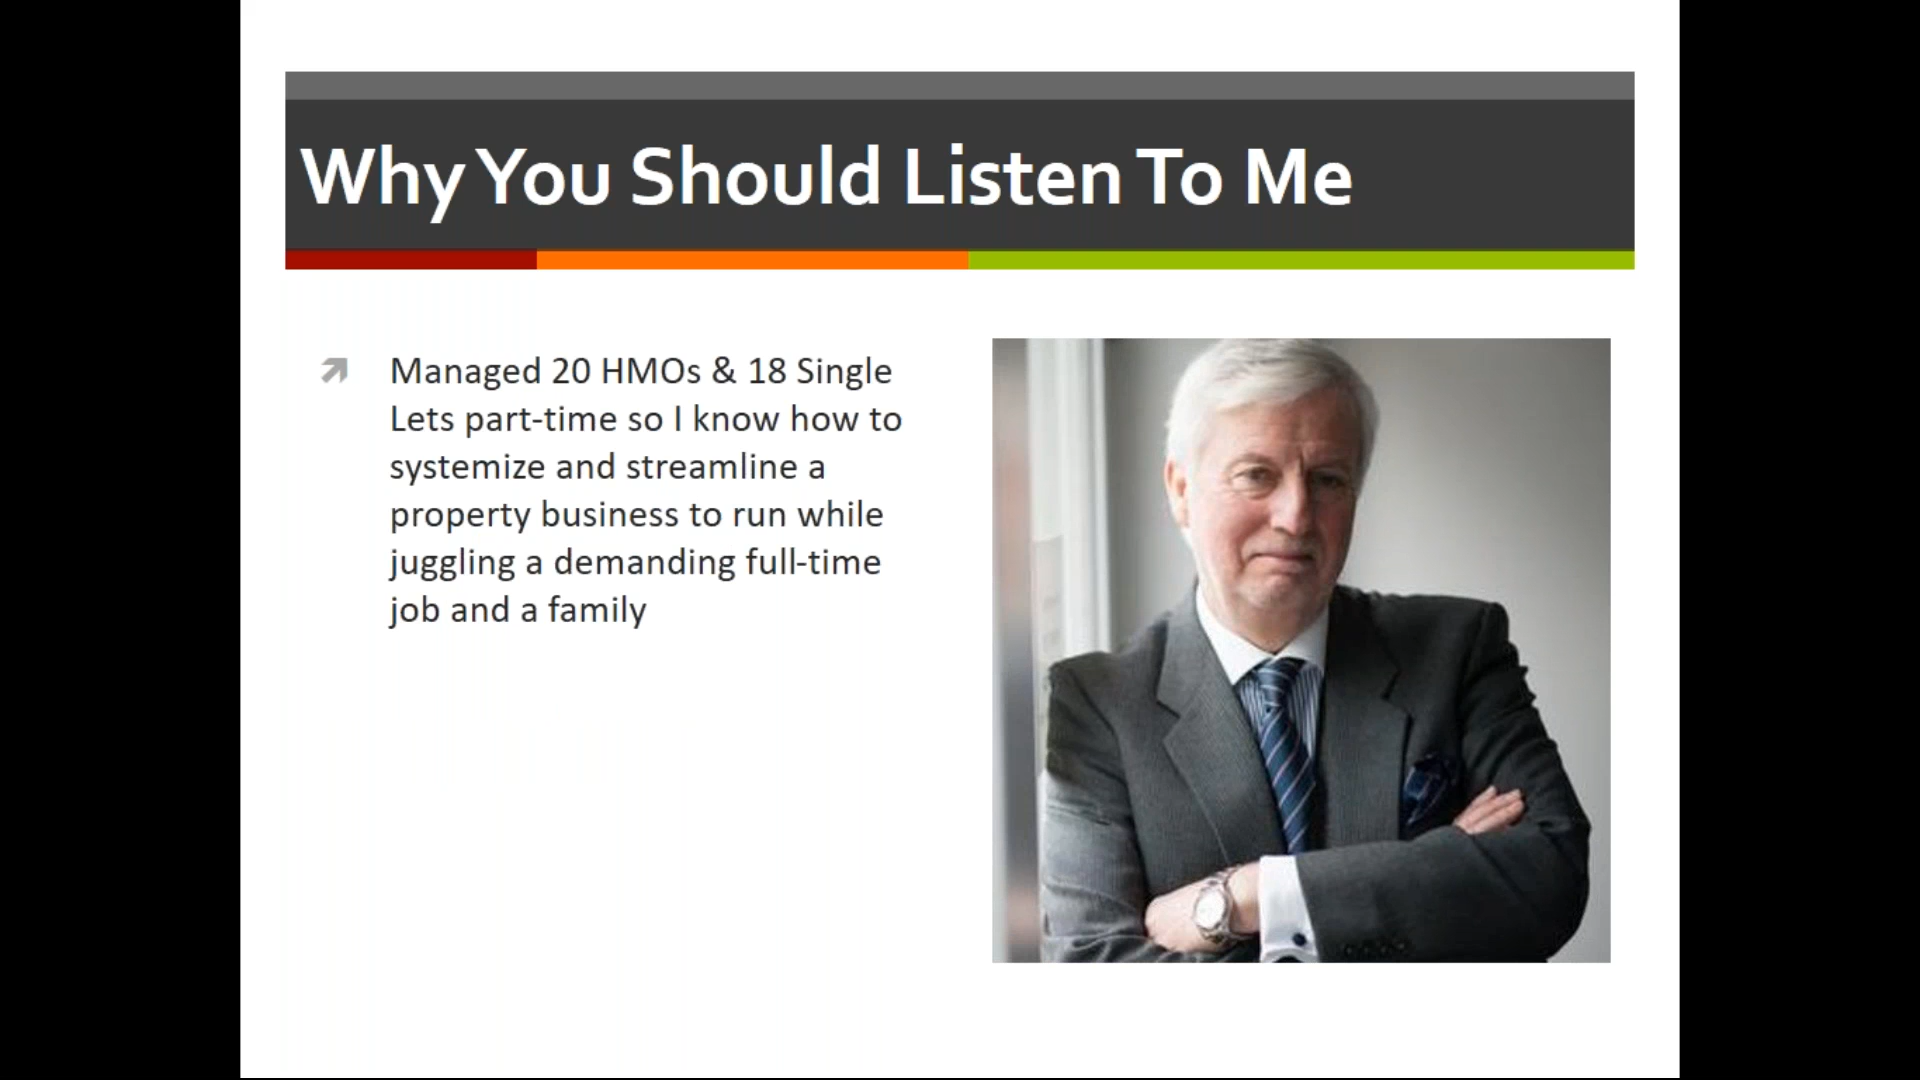 Why You Should Listen To Me
Managed 20 HMOs & 18 Single
Lets part-time so I know how to
systemize and streamline a
property business to run while
juggling a demanding full-time
job and a family